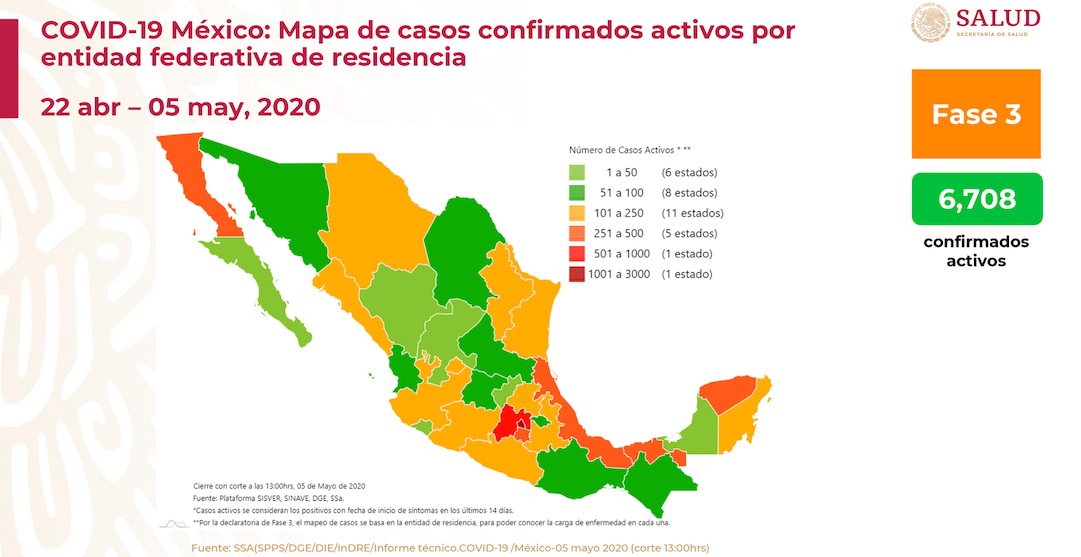 COVID-19 México: Mapa de casos confirmados activos por
entidad federativa de residencia
22 abr – 05 may, 2020
SALUD
SECRETARÍA DE SALUD
Fase 3
6,708
confirmados
activos
Número de Casos Activos * **
1 a 50 (6 estados)
51 a 100 (8 estados)
101 a 250 (11 estados)
251 a 500 (5 estados)
501 a 1000 (1 estado)
1001 a 3000 (1 estado)
Cierre con corte a las 13:00hrs, 05 de Mayo de 2020
Fuente: Plataforma SISVER, SINAVE, DGE, SSa.
*Casos activos se consideran los positivos con fecha de inicio de síntomas en los últimos 14 días.
**Por la declaratoria de Fase 3, el mapeo de casos se basa en la entidad de residencia, para poder conocer la carga de enfermedad en cada una.
Fuente: SSA(SPPS/DGE/DIE/InDRE/Informe técnico.COVID-19 /México-05 mayo 2020 (corte 13:00hrs)